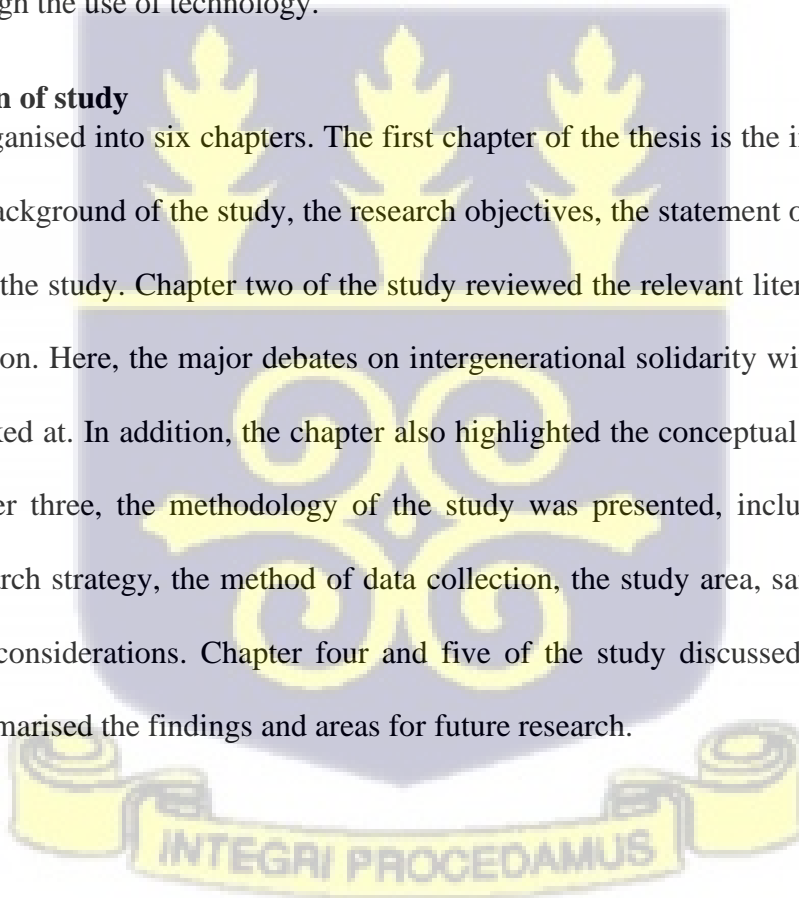 gh the use of technology.
n of study
ganised into six chapters. The first chapter of the thesis is the i
ackground of the study, the research objectives, the statement o
the study. Chapter two of the study reviewed the relevant liter
on. Here, the major debates on intergenerational solidarity wi
ked at. In addition, the chapter also highlighted the conceptual
er three, the methodology of the study was presented, inclu
arch strategy, the method of data collection, the study area, sa
considerations. Chapter four and five of the study discussed
marised the findings and areas for future research.
INTEGRI PROCEDAMUS